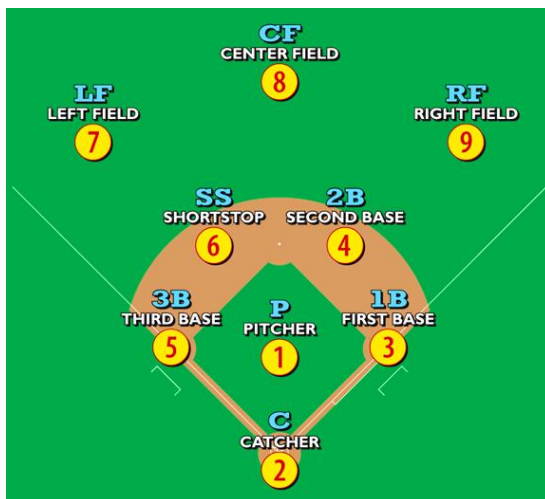 CF
CENTER FIELD
8
LF
LEFT FIELD
7
RF
RIGHT FIELD
9
SS
SHORTSTOP
6
2B
SECOND BASE
4
3B
THIRD BASE
5
P
PITCHER
1
1B
FIRST BASE
3
C
CATCHER
2